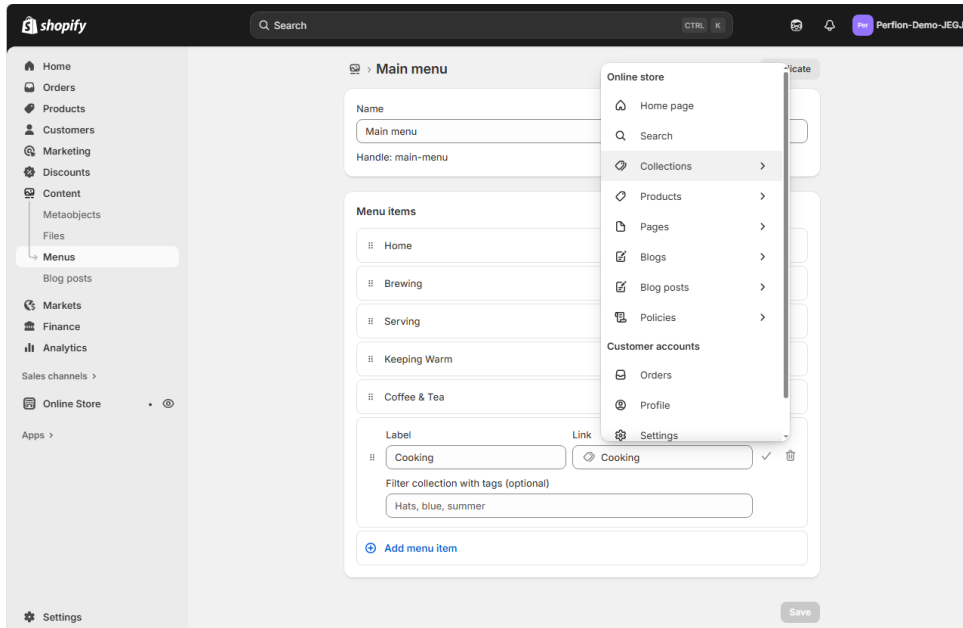 shopify
Search
CTRL K
Per
Perfion-Demo-JEGJ
Home
Orders
Products
Customers
Marketing
Discounts
Content
Metaobjects
Files
Menus
Blog posts
Markets
Finance
Analytics
Sales channels
Online Store
Apps
Settings
Main menu
Name
Main menu
Handle: main-menu
Menu items
Home
Brewing
Serving
Keeping Warm
Coffee & Tea
Label
Link
Cooking
Cooking
Filter collection with tags (optional)
Hats, blue, summer
Add menu item
Save
Online store
Home page
Search
Collections
Products
Pages
Blogs
Blog posts
Policies
Customer accounts
Orders
Profile
Settings